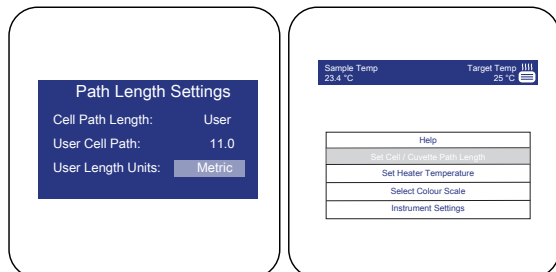 Path Length Settings
Cell Path Length: User
User Cell Path: 11.0
User Length Units: Metric
Sample Temp Target Temp
23.4 °C 25 °C
Help
Set Cell / Cuvette Path Length
Set Heater Temperature
Select Colour Scale
Instrument Settings